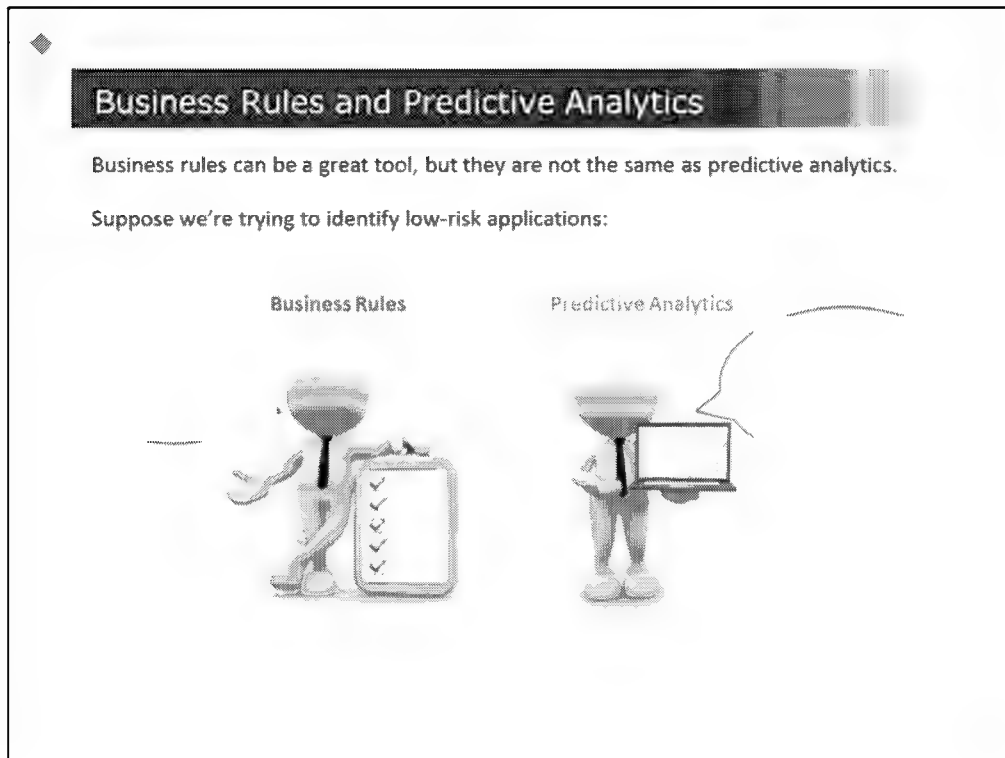 Business Rules and Predictive Analytics
Business rules can be a great tool, but they are not the same as predictive analytics.
Suppose we're trying to identify low-risk applications:
Business Rules
Predictive Analytics